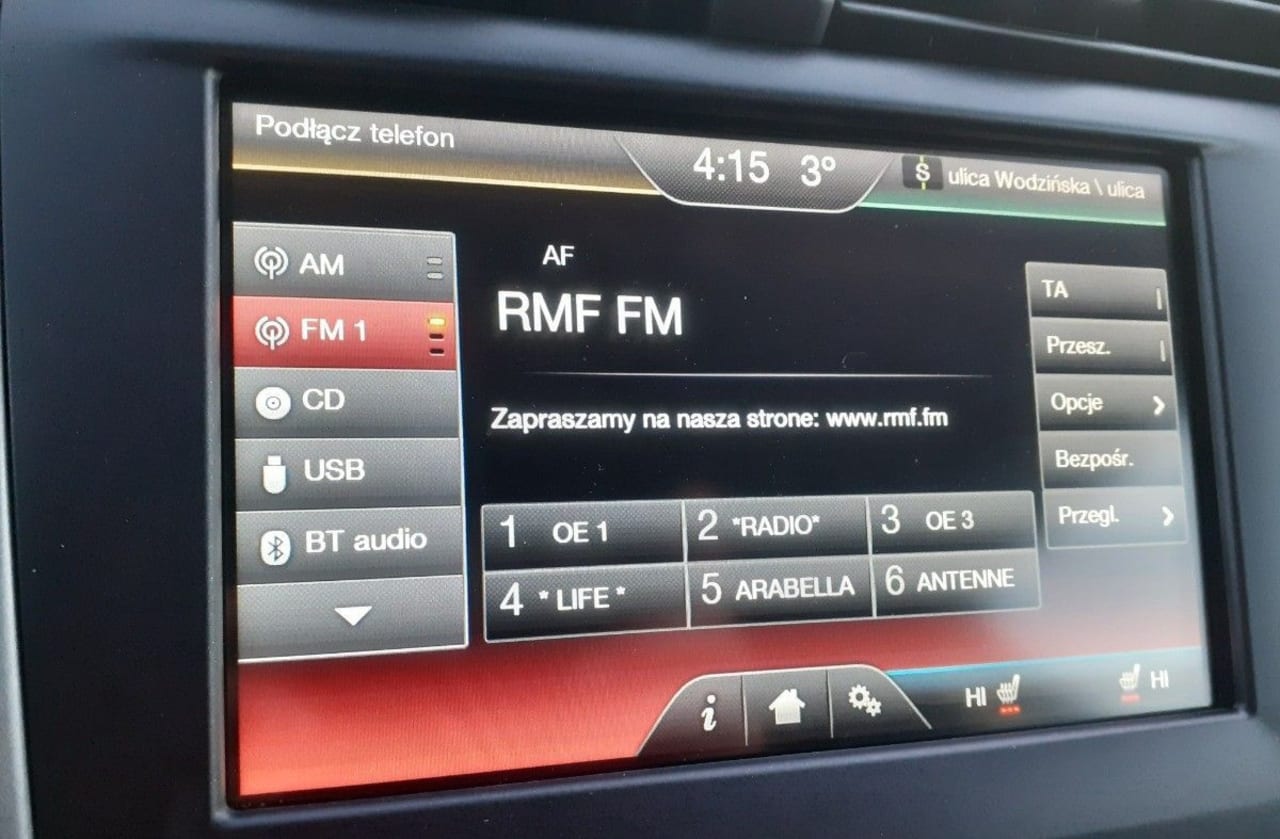 Podłącz telefon
4:15 3°
S ulica Wodzińska \ ulica
AM
FM 1
CD
USB
BT audio
AF
RMF FM
Zapraszamy na nasza strone: www.rmf.fm
1 OE 1
2 *RADIO*
3 OE 3
4 * LIFE *
5 ARABELLA
6 ANTENNE
TA
Przesz.
Opcje
Bezpośr.
Przegl.
i
HI
HI